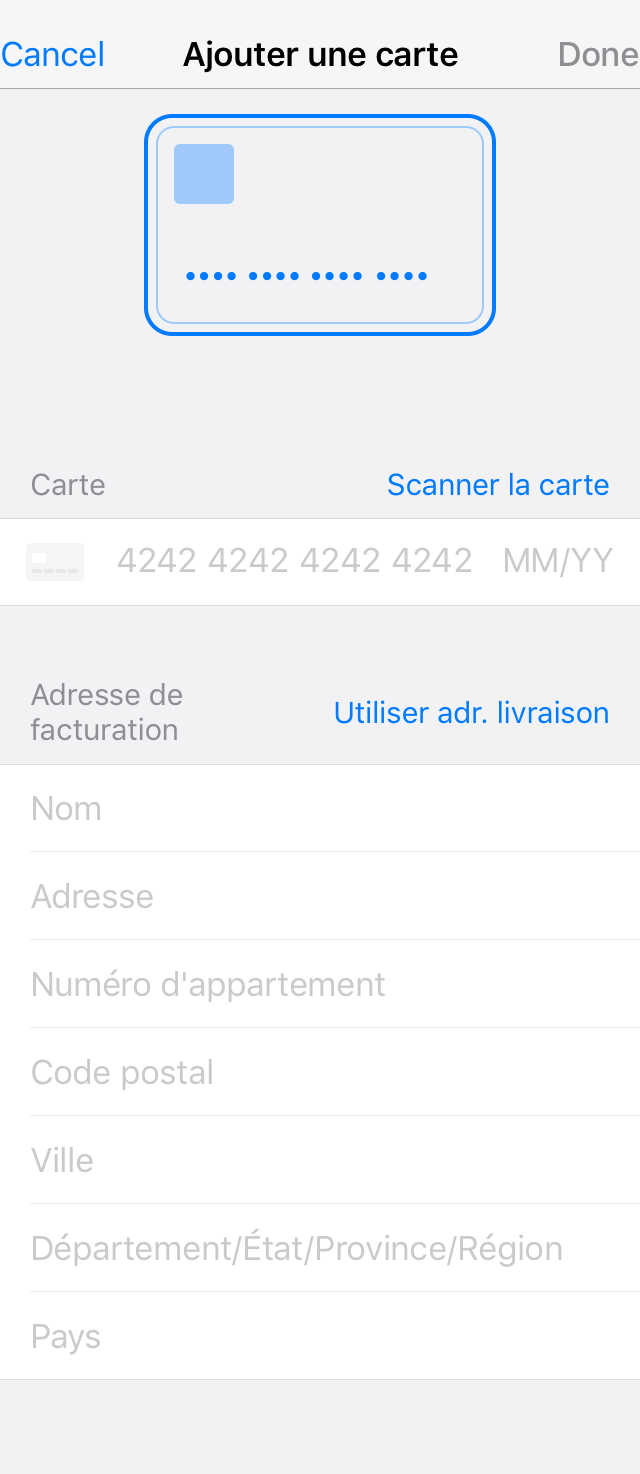 Cancel Ajouter une carte Done
•••• •••• •••• ••••
Carte Scanner la carte
4242 4242 4242 4242 MM/YY
Adresse de
facturation
Utiliser adr. livraison
Nom
Adresse
Numéro d'appartement
Code postal
Ville
Département/État/Province/Région
Pays